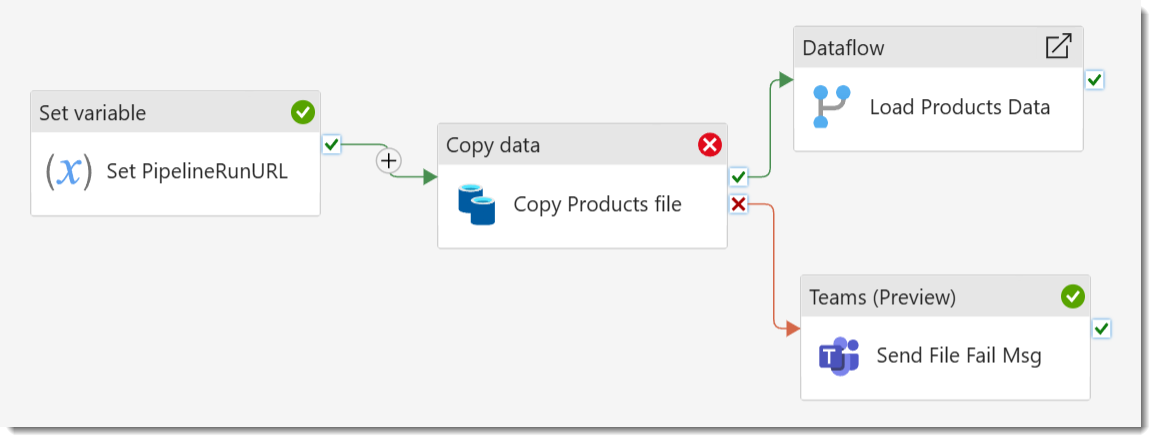 Set variable
(x) Set PipelineRunURL
Copy data
Copy Products file
Dataflow
Load Products Data
Teams (Preview)
T Send File Fail Msg